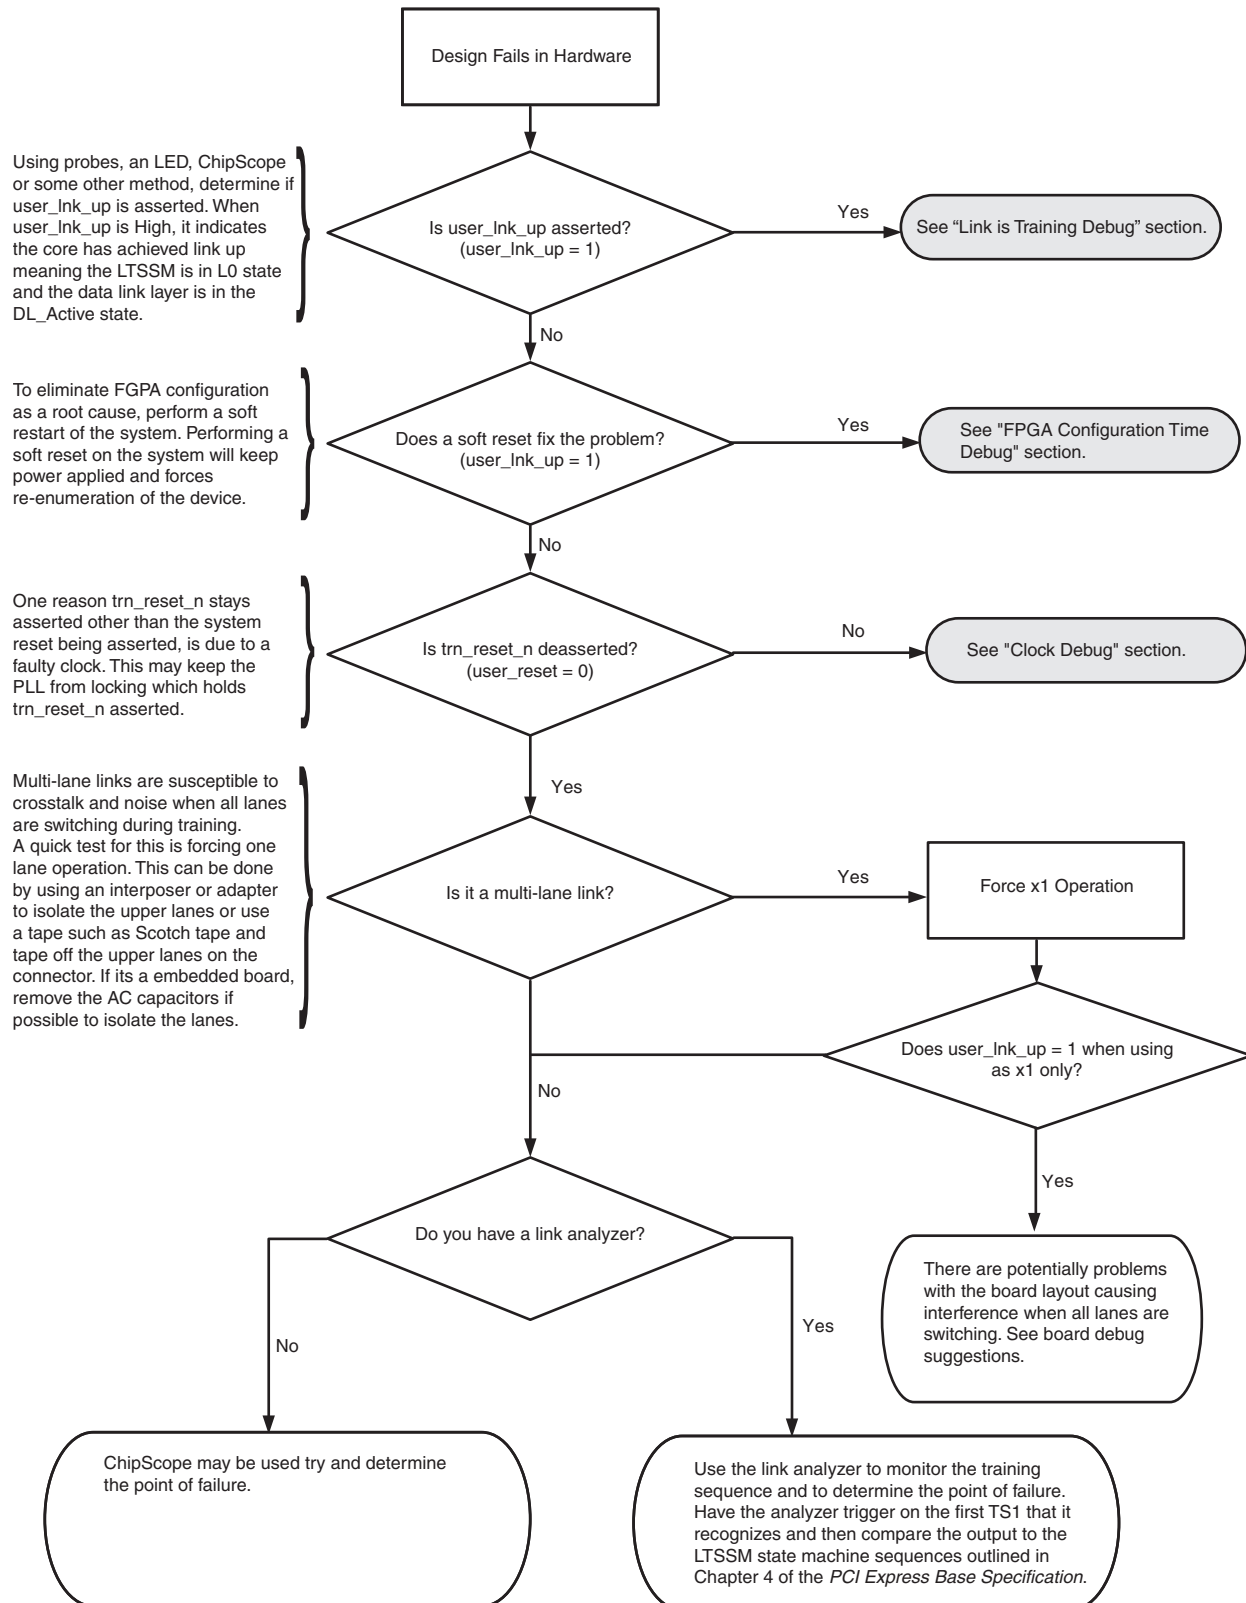 Design Fails in Hardware
Using probes, an LED, ChipScope
or some other method, determine if
user_lnk_up is asserted. When
user_lnk_up is High, it indicates
the core has achieved link up
meaning the LTSSM is in L0 state
and the data link layer is in the
DL_Active state.
Is user_lnk_up asserted?
(user_lnk_up = 1)
Yes
See “Link is Training Debug” section.
No
To eliminate FGPA configuration
as a root cause, perform a soft
restart of the system. Performing a
soft reset on the system will keep
power applied and forces
re-enumeration of the device.
Does a soft reset fix the problem?
(user_lnk_up = 1)
Yes
See "FPGA Configuration Time
Debug" section.
No
One reason trn_reset_n stays
asserted other than the system
reset being asserted, is due to a
faulty clock. This may keep the
PLL from locking which holds
trn_reset_n asserted.
Is trn_reset_n deasserted?
(user_reset = 0)
No
See "Clock Debug" section.
Yes
Multi-lane links are susceptible to
crosstalk and noise when all lanes
are switching during training.
A quick test for this is forcing one
lane operation. This can be done
by using an interposer or adapter
to isolate the upper lanes or use
a tape such as Scotch tape and
tape off the upper lanes on the
connector. If its a embedded board,
remove the AC capacitors if
possible to isolate the lanes.
Is it a multi-lane link?
Yes
Force x1 Operation
Does user_lnk_up = 1 when using
as x1 only?
No
Yes
Do you have a link analyzer?
There are potentially problems
with the board layout causing
interference when all lanes are
switching. See board debug
suggestions.
No
Yes
ChipScope may be used try and determine
the point of failure.
Use the link analyzer to monitor the training
sequence and to determine the point of failure.
Have the analyzer trigger on the first TS1 that it
recognizes and then compare the output to the
LTSSM state machine sequences outlined in
Chapter 4 of the PCI Express Base Specification.